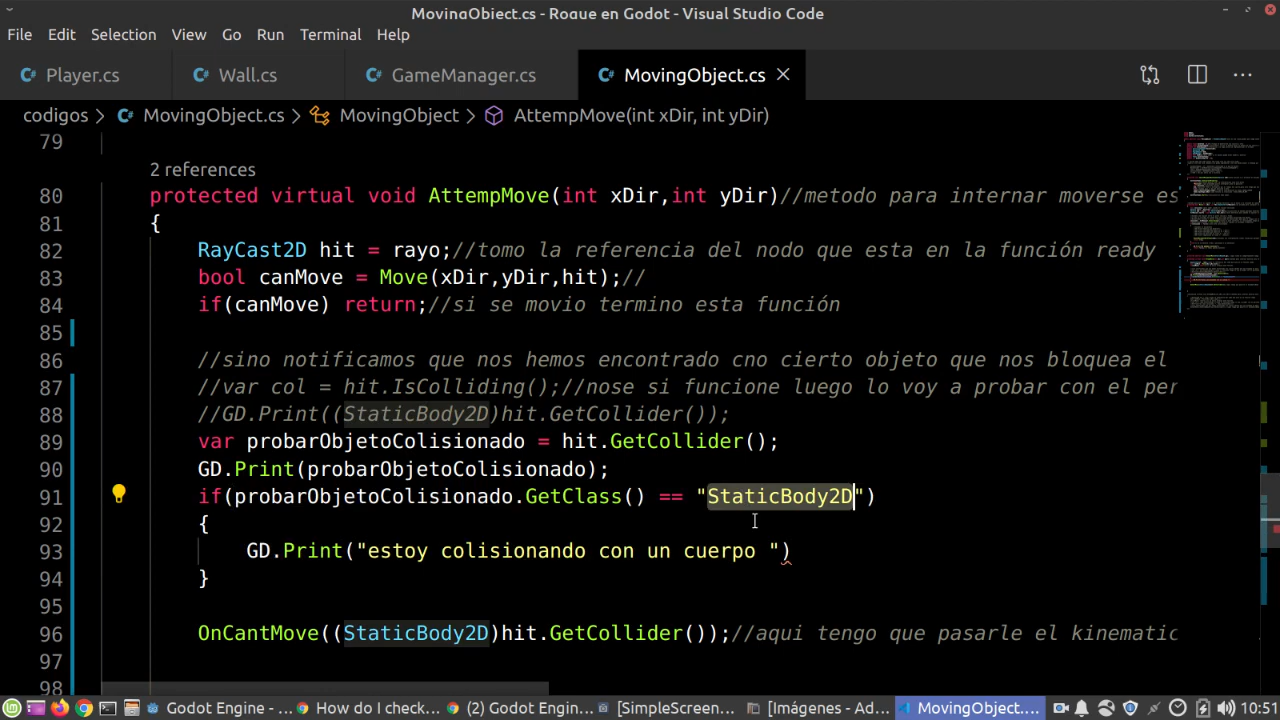 MovingObject.cs - Rogue en Godot - Visual Studio Code
File Edit Selection View Go Run Terminal Help
Player.cs Wall.cs GameManager.cs MovingObject.cs
codigos > MovingObject.cs > MovingObject > AttempMove(int xDir, int yDir)
79
2 references
80 protected virtual void AttempMove(int xDir,int yDir)//metodo para internar moverse es
81 {
82 RayCast2D hit = rayo;//tomo la referencia del rayo que esta en la función ready
83 bool canMove = Move(xDir,yDir,hit);//
84 if(canMove) return;//si se movio termino esta función
85
86 //sino notificamos que nos hemos encontrado cno cierto objeto que nos bloquea el
87 //var col = hit.IsColliding();//nose si funcione luego lo voy a probar con el per
88 //GD.Print((StaticBody2D)hit.GetCollider());
89 var probarObjetoColisionado = hit.GetCollider();
90 GD.Print(probarObjetoColisionado);
91 if(probarObjetoColisionado.GetClass() == "StaticBody2D")
92 {
93 GD.Print("estoy colisionando con un cuerpo ")
94 }
95
96 OnCantMove((StaticBody2D)hit.GetCollider());//aqui tengo que pasarle el kinematic
97
98
Godot Engine - ... How do I check... (2) Godot Engin... [SimpleScreen... [Imágenes - Ad... MovingObject.... 10:51